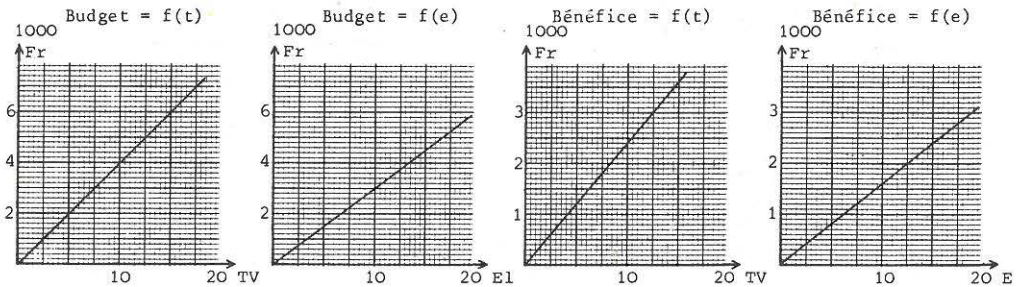 Budget = f(t)
1000
Fr
6
4
2
10
20 TV
Budget = f(e)
1000
Fr
6
4
2
10
20 El
Bénéfice = f(t)
1000
Fr
3
2
1
10
20 TV
Bénéfice = f(e)
1000
Fr
3
2
1
10
20 E